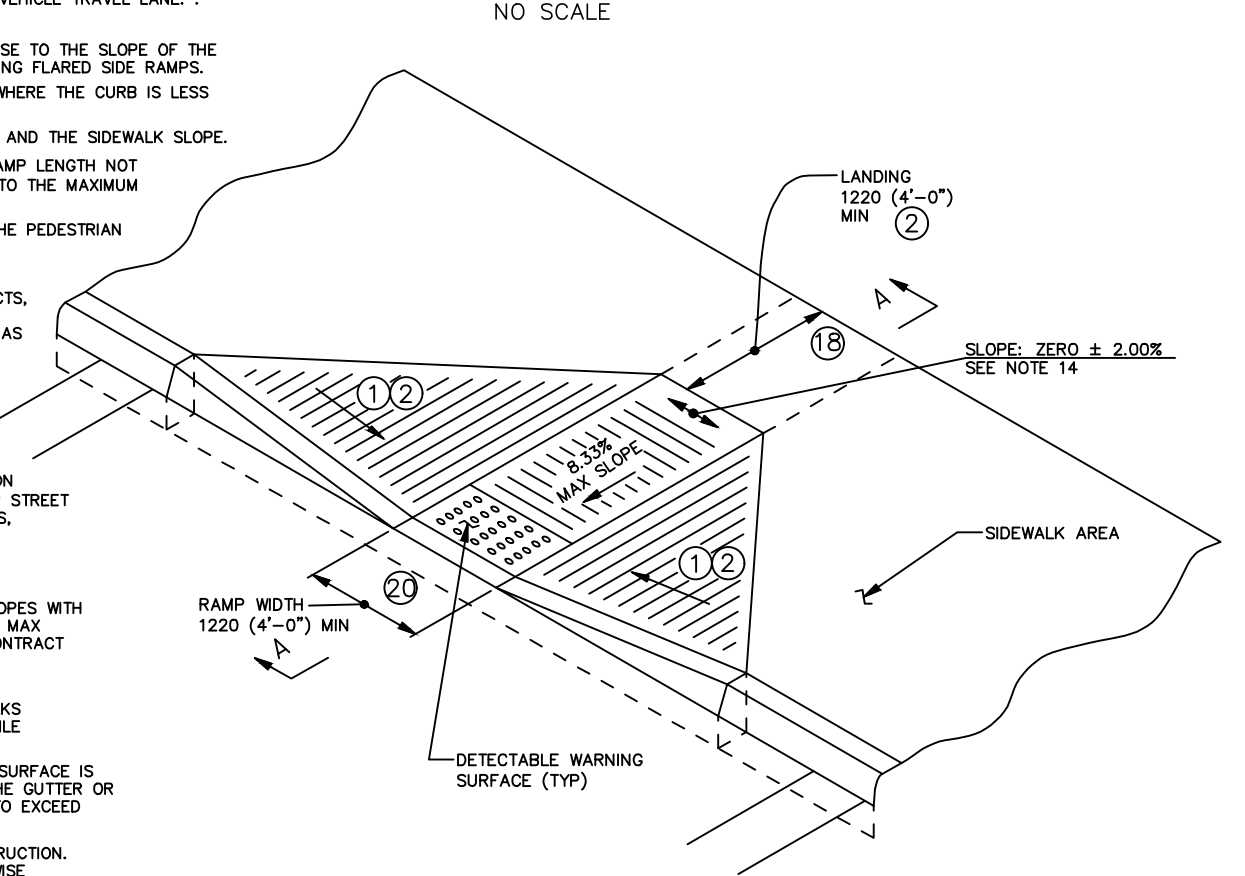 VEHICLE TRAVEL LANE. .
SE TO THE SLOPE OF THE
NG FLARED SIDE RAMPS.
WHERE THE CURB IS LESS
AND THE SIDEWALK SLOPE.
AMP LENGTH NOT
TO THE MAXIMUM
HE PEDESTRIAN
CTS,
AS
ON
STREET
S,
OPES WITH
MAX
ONTRACT
KS
ILE
SURFACE IS
HE GUTTER OR
TO EXCEED
RUCTION.
WISE
NO SCALE
LANDING
1220 (4'-0")
MIN 2
A
18
SLOPE: ZERO ± 2.00%
SEE NOTE 14
1 2
8.33%
MAX SLOPE
SIDEWALK AREA
1 2
20
RAMP WIDTH
1220 (4'-0") MIN
A
DETECTABLE WARNING
SURFACE (TYP)